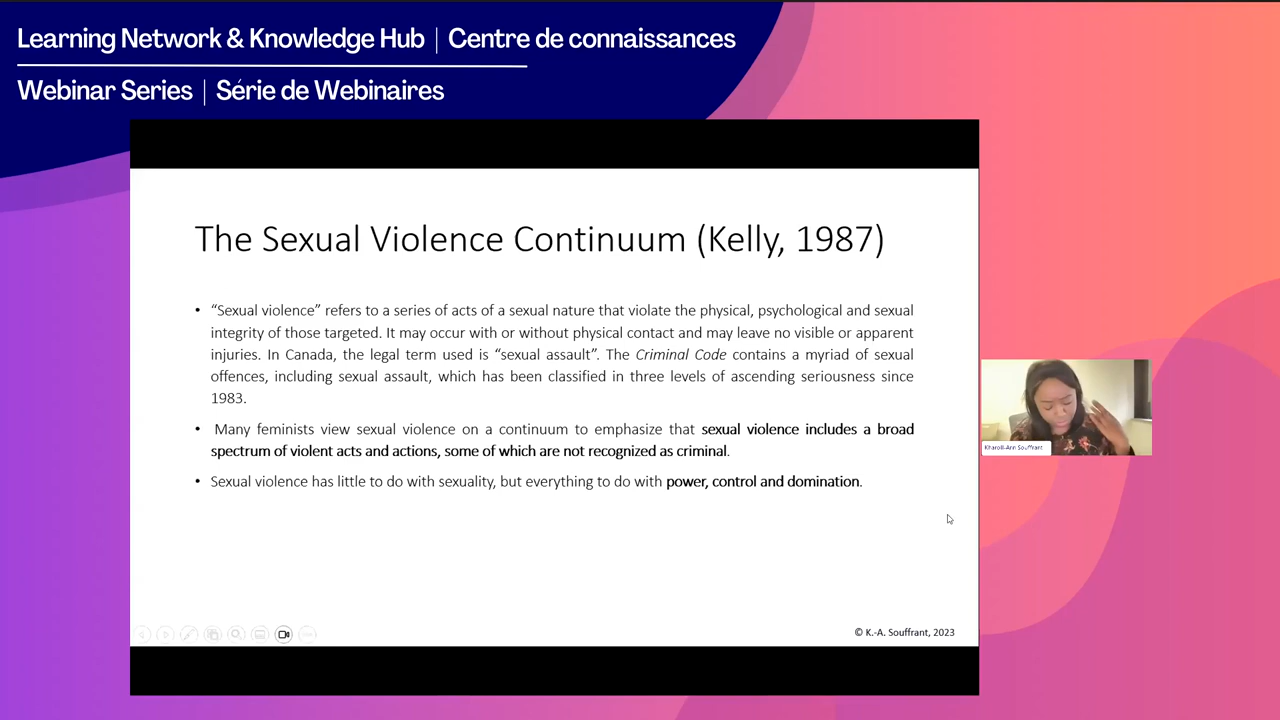 Learning Network & Knowledge Hub | Centre de connaissances
Webinar Series | Série de Webinaires
The Sexual Violence Continuum (Kelly, 1987)
• “Sexual violence” refers to a series of acts of a sexual nature that violate the physical, psychological and sexual
integrity of those targeted. It may occur with or without physical contact and may leave no visible or apparent
injuries. In Canada, the legal term used is “sexual assault”. The Criminal Code contains a myriad of sexual
offences, including sexual assault, which has been classified in three levels of ascending seriousness since
1983.
• Many feminists view sexual violence on a continuum to emphasize that sexual violence includes a broad
spectrum of violent acts and actions, some of which are not recognized as criminal.
• Sexual violence has little to do with sexuality, but everything to do with power, control and domination.
Kharoll-Ann Souffrant
© K.-A. Souffrant, 2023